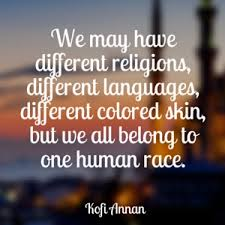 We may have
different religions,
different languages,
different colored skin,
but we all belong to
one human race.
Kofi Annan